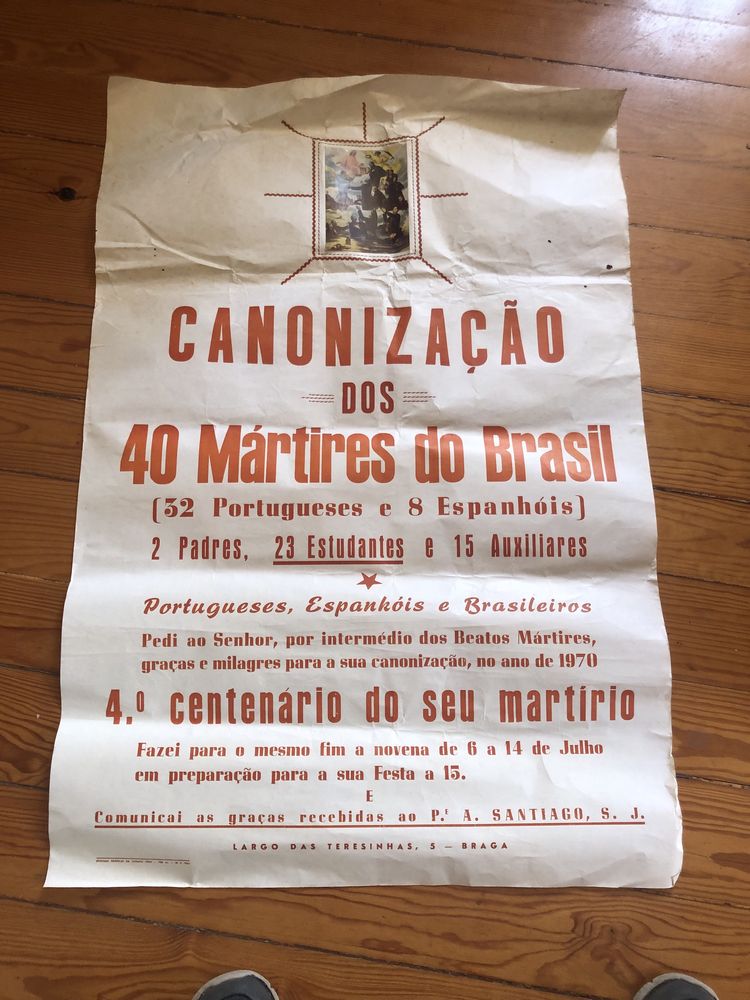 CANONIZAÇÃO
DOS
40 Mártires do Brasil
(32 Portugueses e 8 Espanhóis)
2 Padres, 23 Estudantes e 15 Auxiliares
Portugueses, Espanhóis e Brasileiros
Pedi ao Senhor, por intermédio dos Beatos Mártires,
graças e milagres para a sua canonização, no ano de 1970
4.º centenário do seu martírio
Fazei para o mesmo fim a novena de 6 a 14 de Julho
em preparação para a sua Festa a 15.
E
Comunicai as graças recebidas ao P.ᵉ A. SANTIAGO, S. J.
LARGO DAS TERESINHAS, 5 — BRAGA